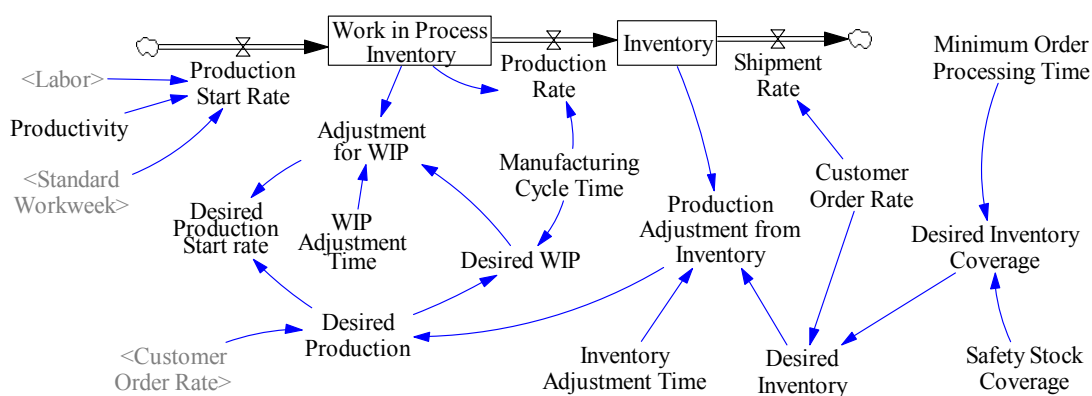 Work in Process
Inventory
Inventory
<Labor>
Production
Start Rate
Production
Rate
Shipment
Rate
Minimum Order
Processing Time
Productivity
Adjustment
for WIP
Manufacturing
Cycle Time
Customer
Order Rate
<Standard
Workweek>
Desired
Production
Start rate
WIP
Adjustment
Time
Desired WIP
Production
Adjustment from
Inventory
Desired Inventory
Coverage
<Customer
Order Rate>
Desired
Production
Inventory
Adjustment Time
Desired
Inventory
Safety Stock
Coverage